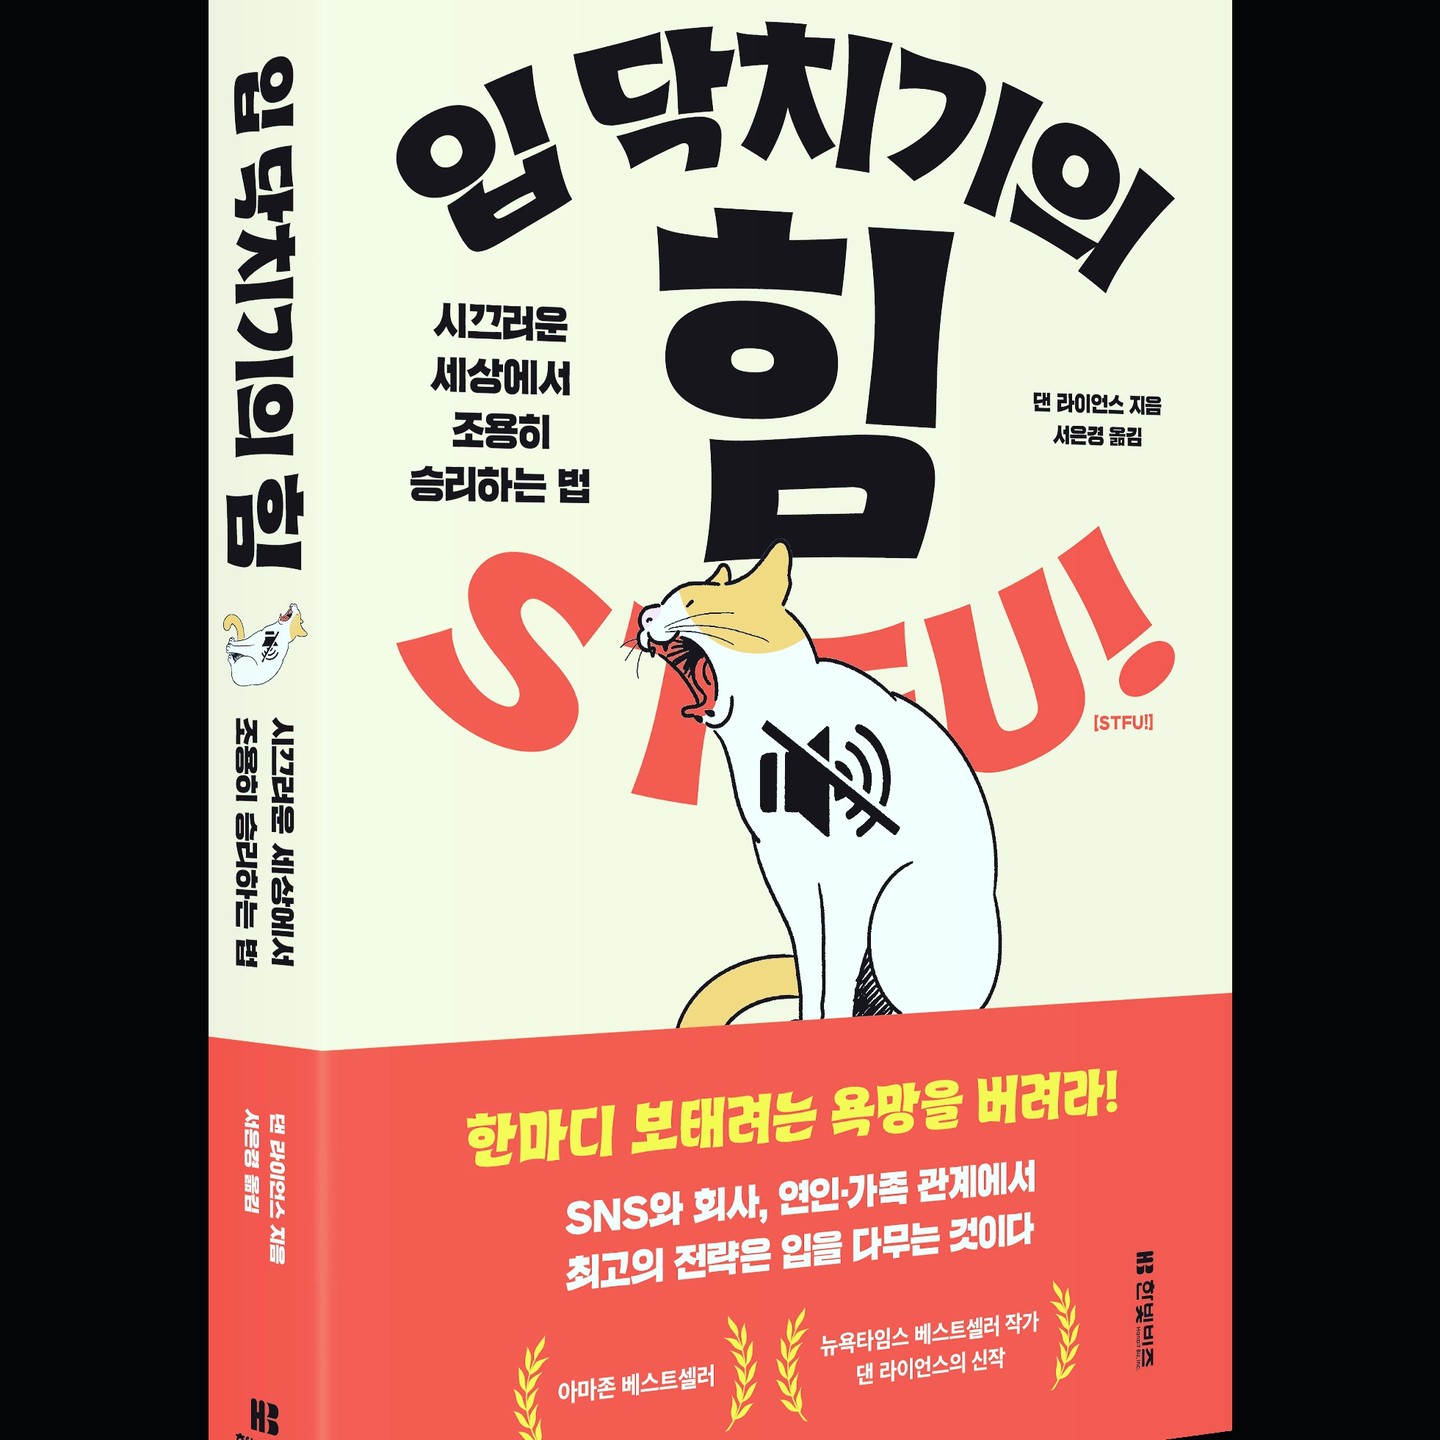 입 닥치기의 힘
시끄러운 세상에서
조용히 승리하는 법
댄 라이언스 지음
서은경 옮김
입 닥치기의
힘
시끄러운
세상에서
조용히
승리하는 법
댄 라이언스 지음
서은경 옮김
STFU!
[STFU!]
한마디 보태려는 욕망을 버려라!
SNS와 회사, 연인·가족 관계에서
최고의 전략은 입을 다무는 것이다
아마존 베스트셀러
뉴욕타임스 베스트셀러 작가
댄 라이언스의 신작
HB 한빛비즈